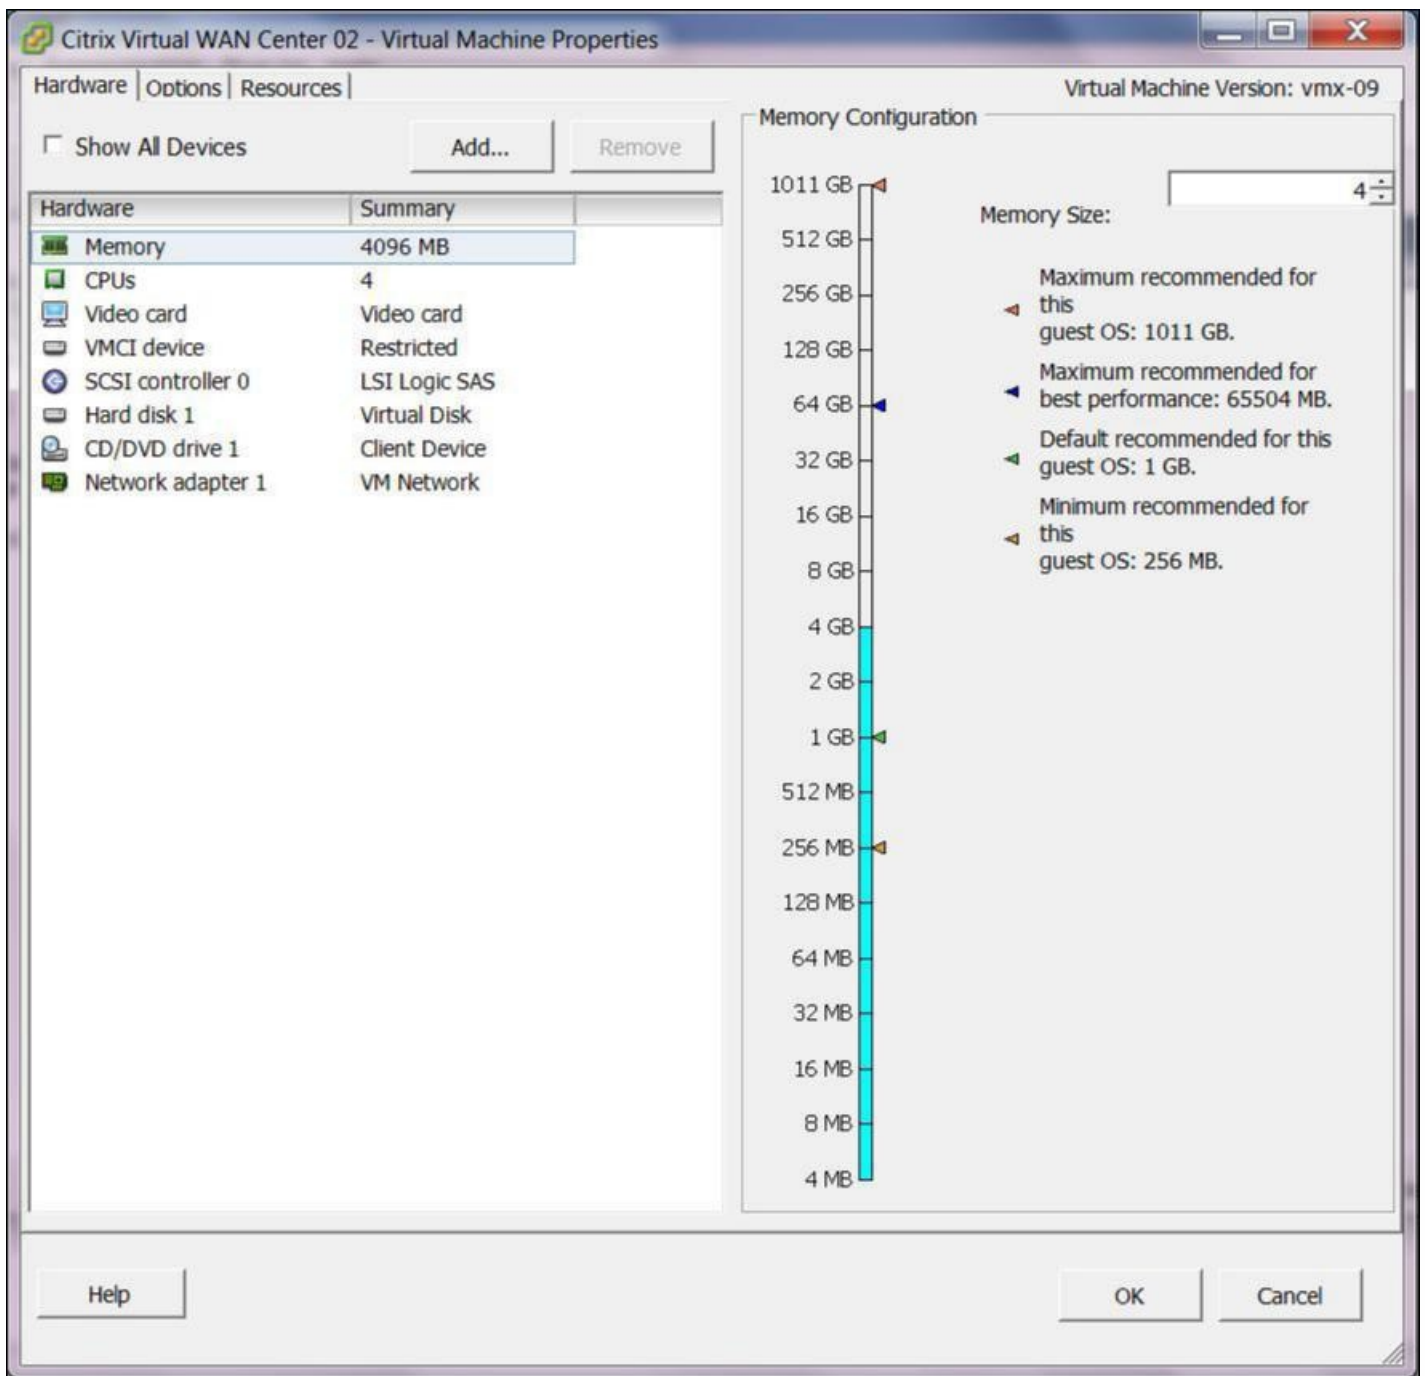 Citrix Virtual WAN Center 02 - Virtual Machine Properties
Hardware Options Resources
Virtual Machine Version: vmx-09
Show All Devices
Add...
Remove
Hardware Summary
Memory 4096 MB
CPUs 4
Video card Video card
VMCI device Restricted
SCSI controller 0 LSI Logic SAS
Hard disk 1 Virtual Disk
CD/DVD drive 1 Client Device
Network adapter 1 VM Network
Memory Configuration
1011 GB
512 GB
256 GB
128 GB
64 GB
32 GB
16 GB
8 GB
4 GB
2 GB
1 GB
512 MB
256 MB
128 MB
64 MB
32 MB
16 MB
8 MB
4 MB
Memory Size:
4
Maximum recommended for
this
guest OS: 1011 GB.
Maximum recommended for
best performance: 65504 MB.
Default recommended for this
guest OS: 1 GB.
Minimum recommended for
this
guest OS: 256 MB.
Help
OK
Cancel